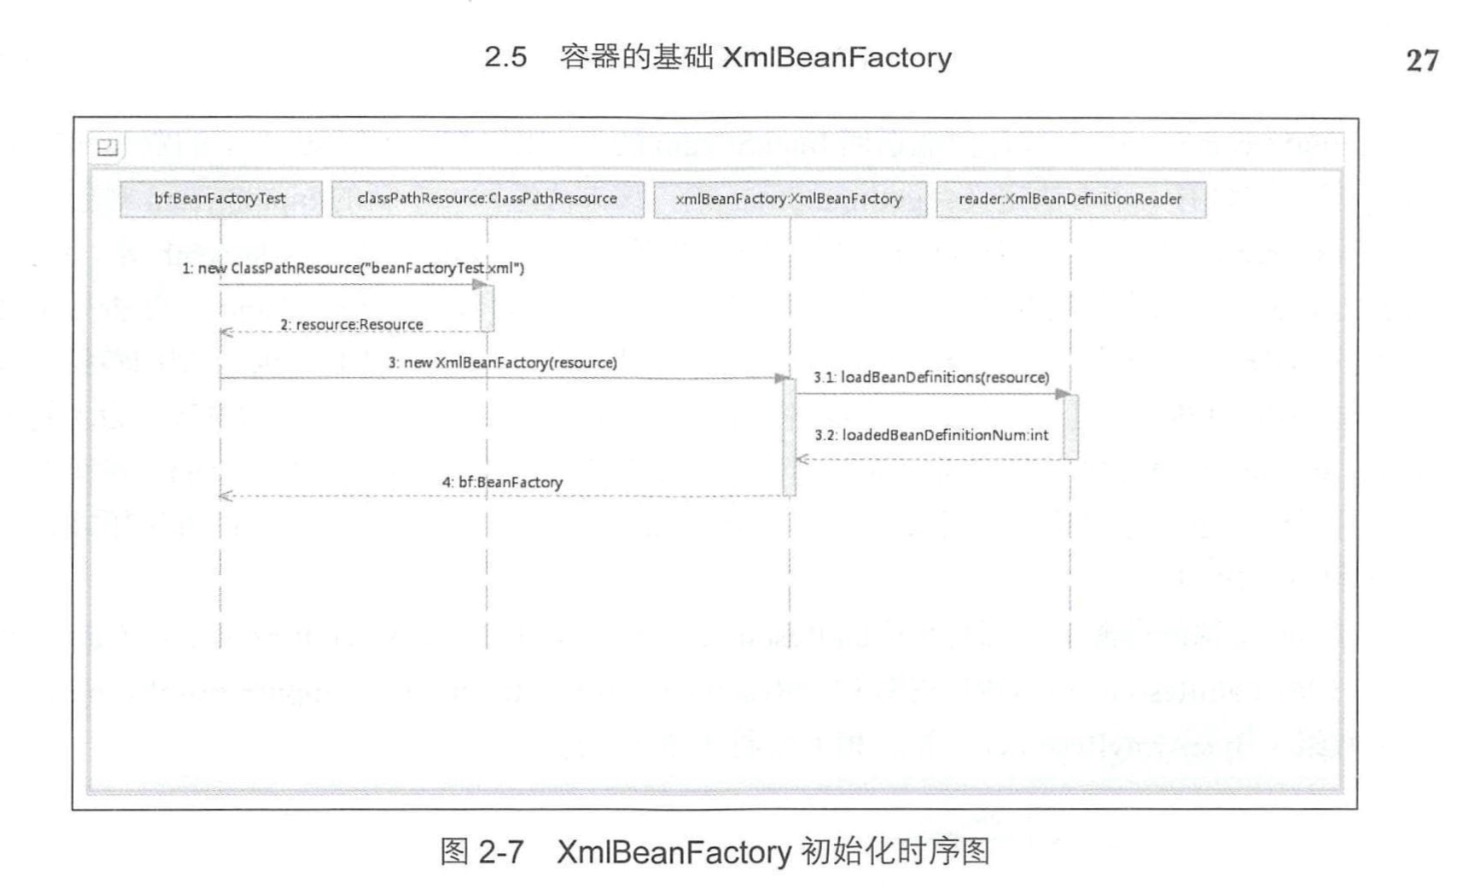 2.5 容器的基础 XmlBeanFactory 27
bf:BeanFactoryTest
classPathResource:ClassPathResource
xmlBeanFactory:XmlBeanFactory
reader:XmlBeanDefinitionReader
1: new ClassPathResource("beanFactoryTest.xml")
2: resource:Resource
3: new XmlBeanFactory(resource)
3.1: loadBeanDefinitions(resource)
3.2: loadedBeanDefinitionNum:int
4: bf:BeanFactory
图 2-7 XmlBeanFactory 初始化时序图